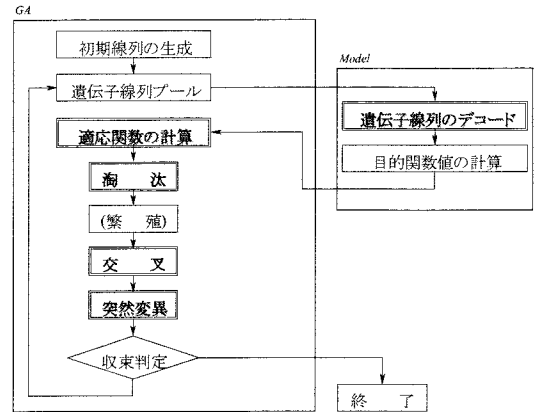 GA
初期線列の生成
遺伝子線列プール
適応関数の計算
淘 汰
(繁 殖)
交 叉
突然変異
収束判定
Model
遺伝子線列のデコード
目的関数値の計算
終 了